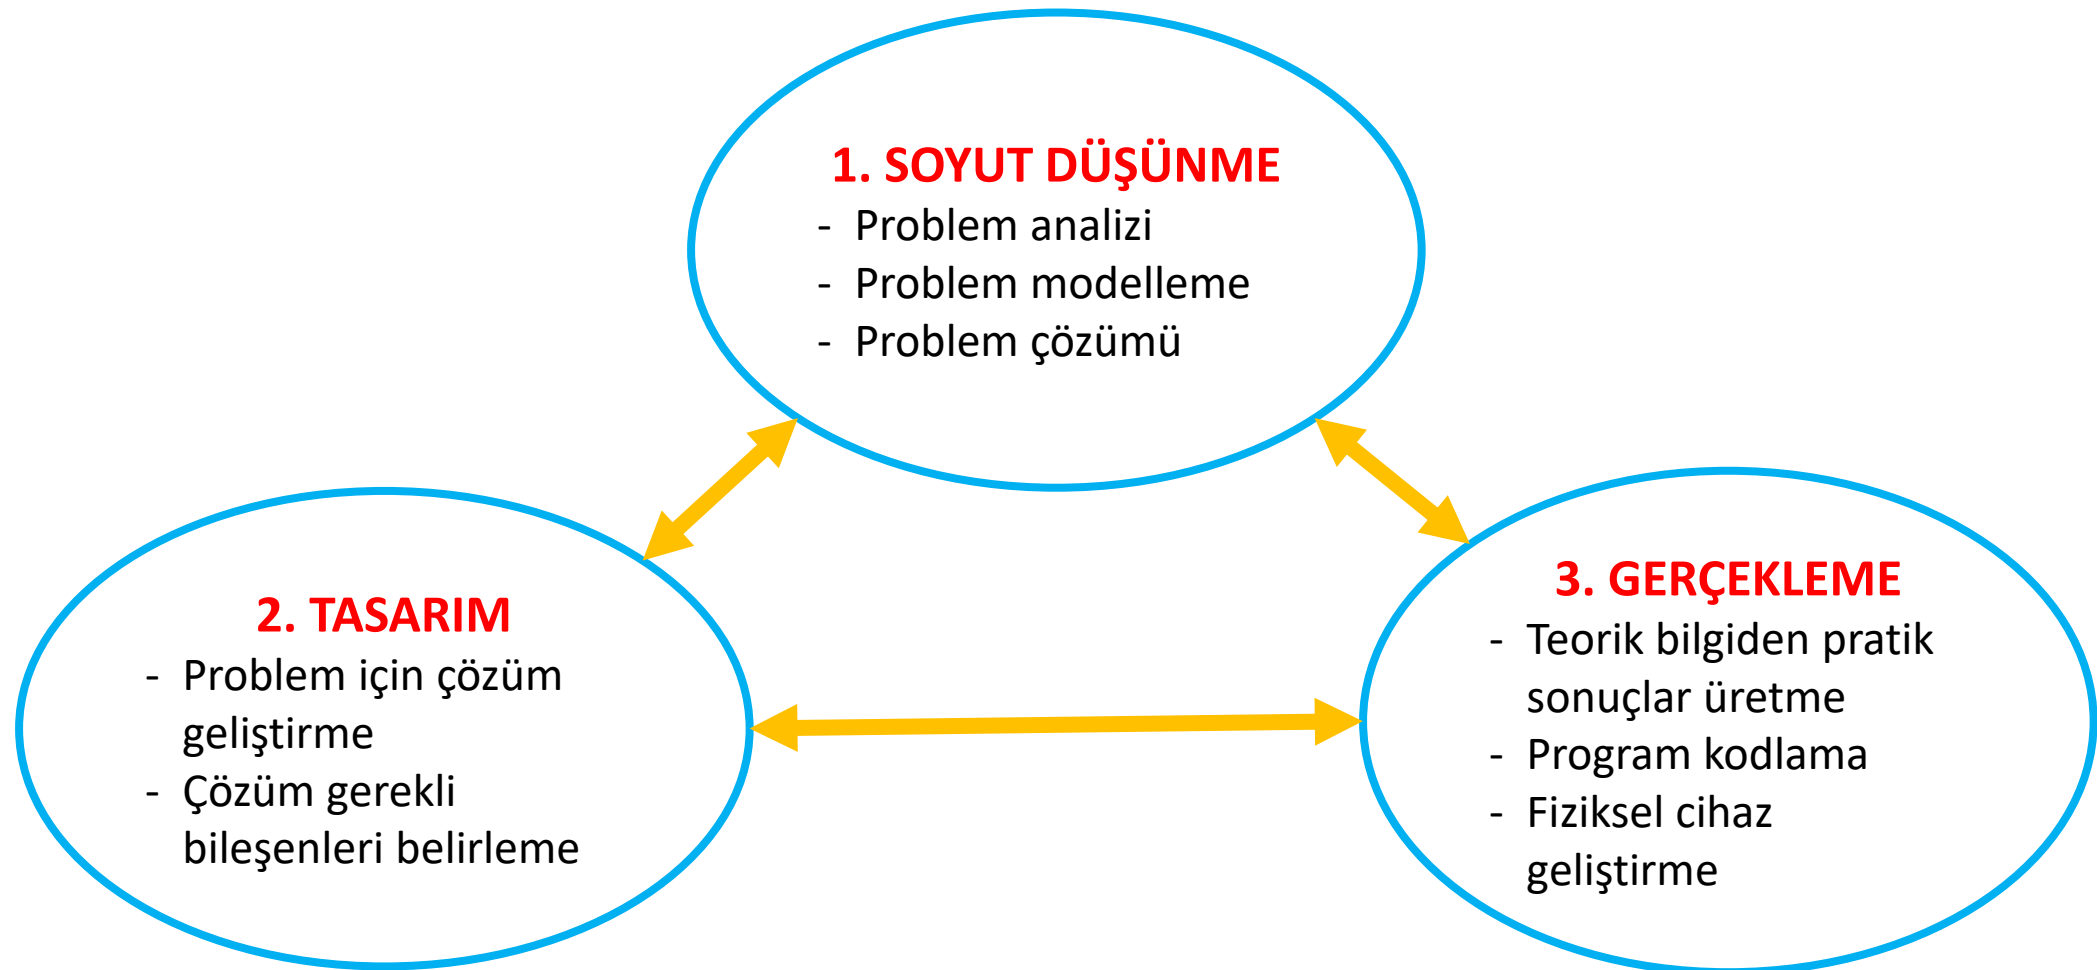 1. SOYUT DÜŞÜNME
- Problem analizi
- Problem modelleme
- Problem çözümü
2. TASARIM
- Problem için çözüm
geliştirme
- Çözüm gerekli
bileşenleri belirleme
3. GERÇEKLEME
- Teorik bilgiden pratik
sonuçlar üretme
- Program kodlama
- Fiziksel cihaz
geliştirme